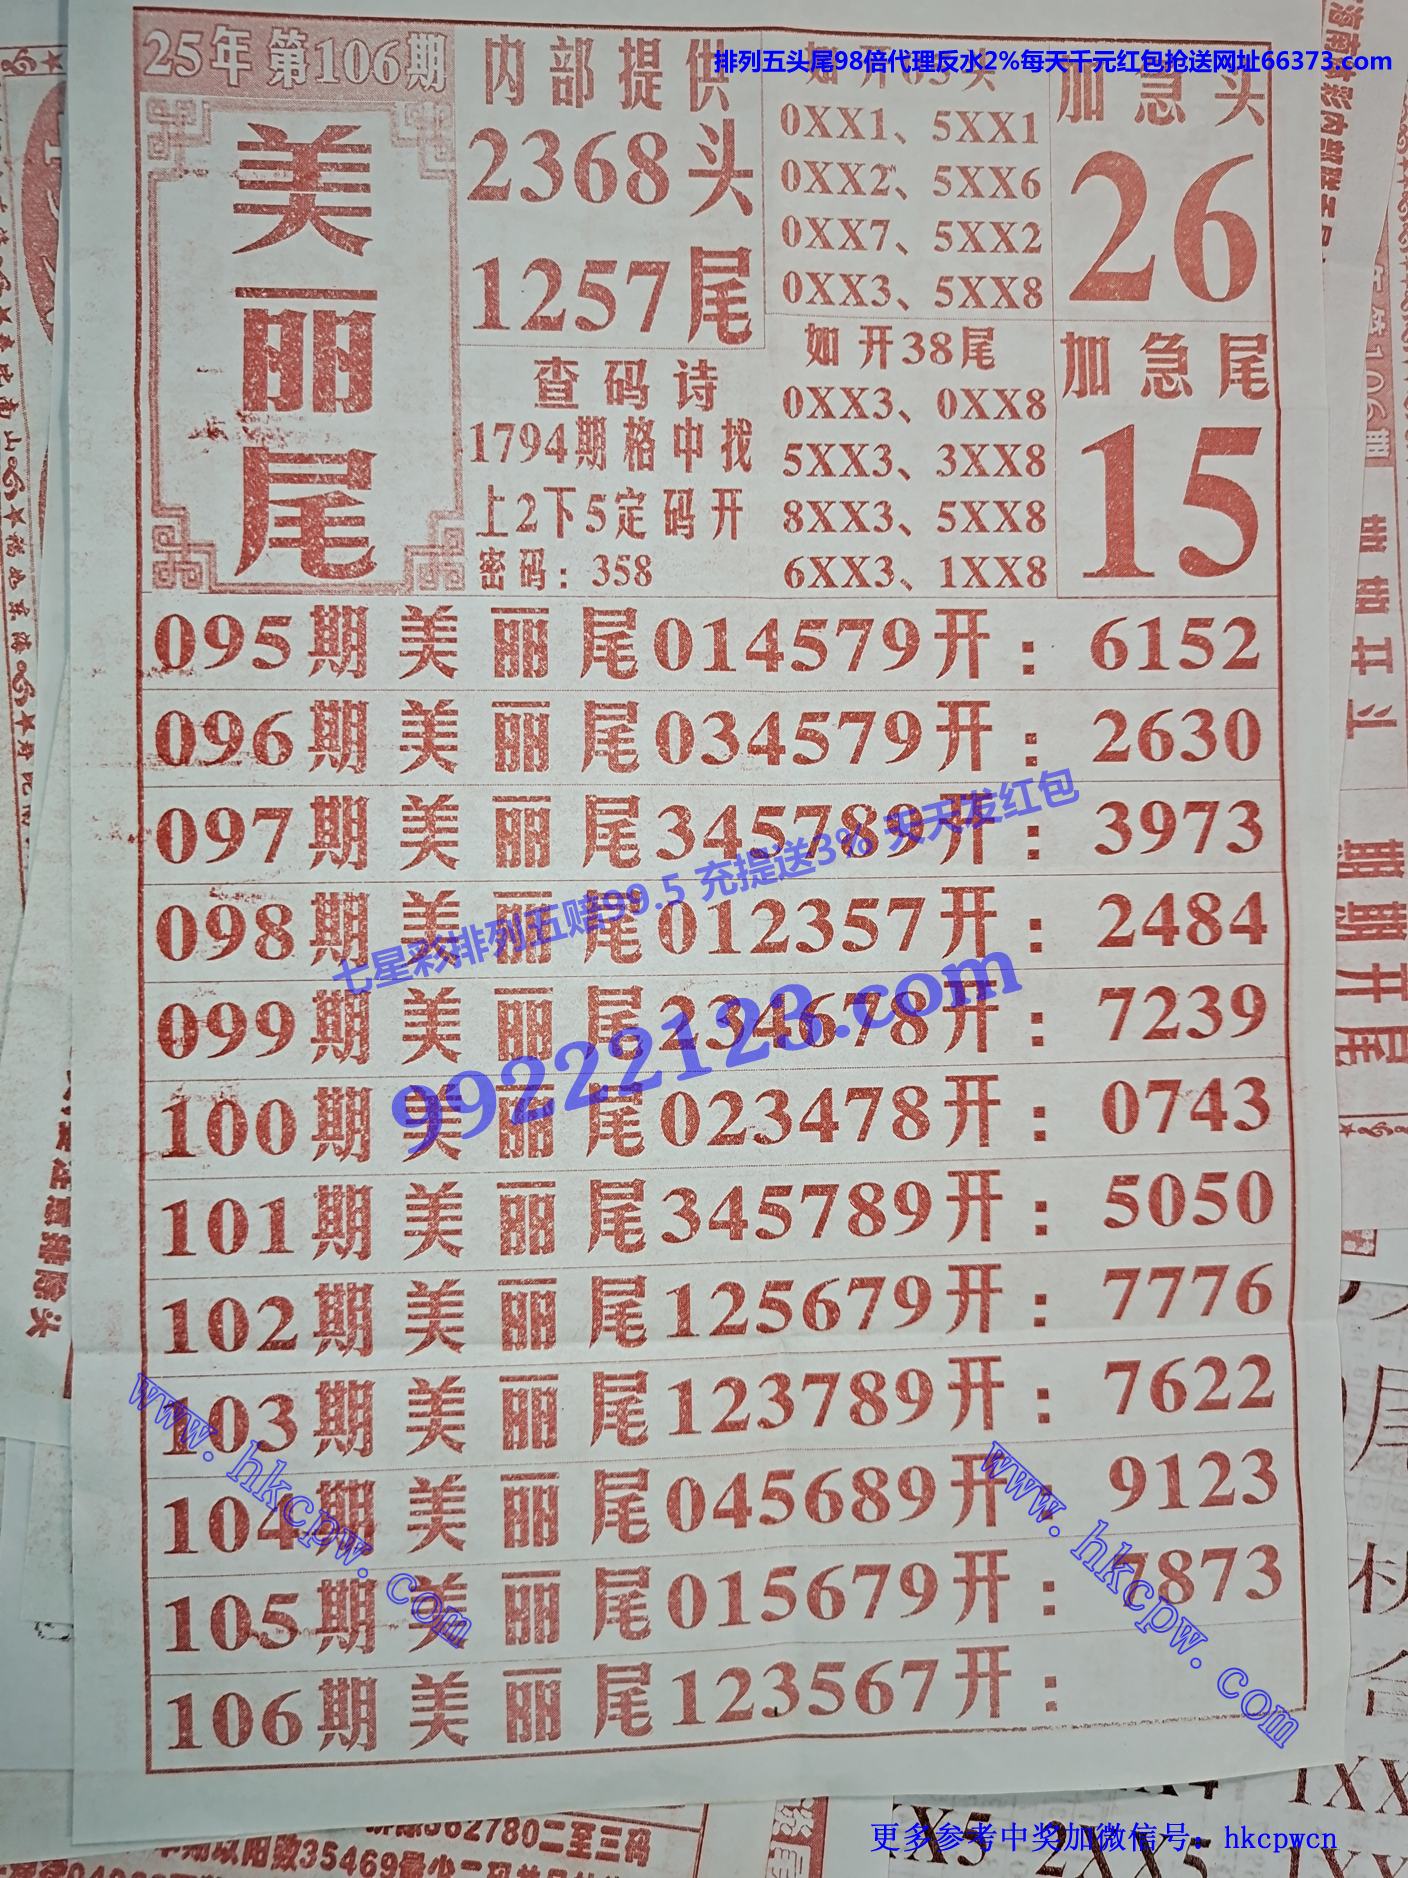 排列五头尾98倍代理反水2%每天千元红包抢送网址66373.com
25年 第106期
美丽尾
内部提供
2368头
1257尾
查码诗
1794期格中找
上2下5定码开
密码：358
0XX1、5XX1
0XX2、5XX6
0XX7、5XX2
0XX3、5XX8
如开38尾
0XX3、0XX8
5XX3、3XX8
8XX3、5XX8
6XX3、1XX8
加急头
26
加急尾
15
095期美丽尾014579开：6152
096期美丽尾034579开：2630
097期美丽尾345789开：3973
098期美丽尾012357开：2484
099期美丽尾234678开：7239
100期美丽尾023478开：0743
101期美丽尾345789开：5050
102期美丽尾125679开：7776
103期美丽尾123789开：7622
104期美丽尾045689开：9123
105期美丽尾015679开：7873
106期美丽尾123567开：
七星彩排列五赔99.5 充提送3% 天天发红包
99222123.com
www.hkcpw.com
www.hkcpw.com
更多参考中奖加微信号：hkcpwcn